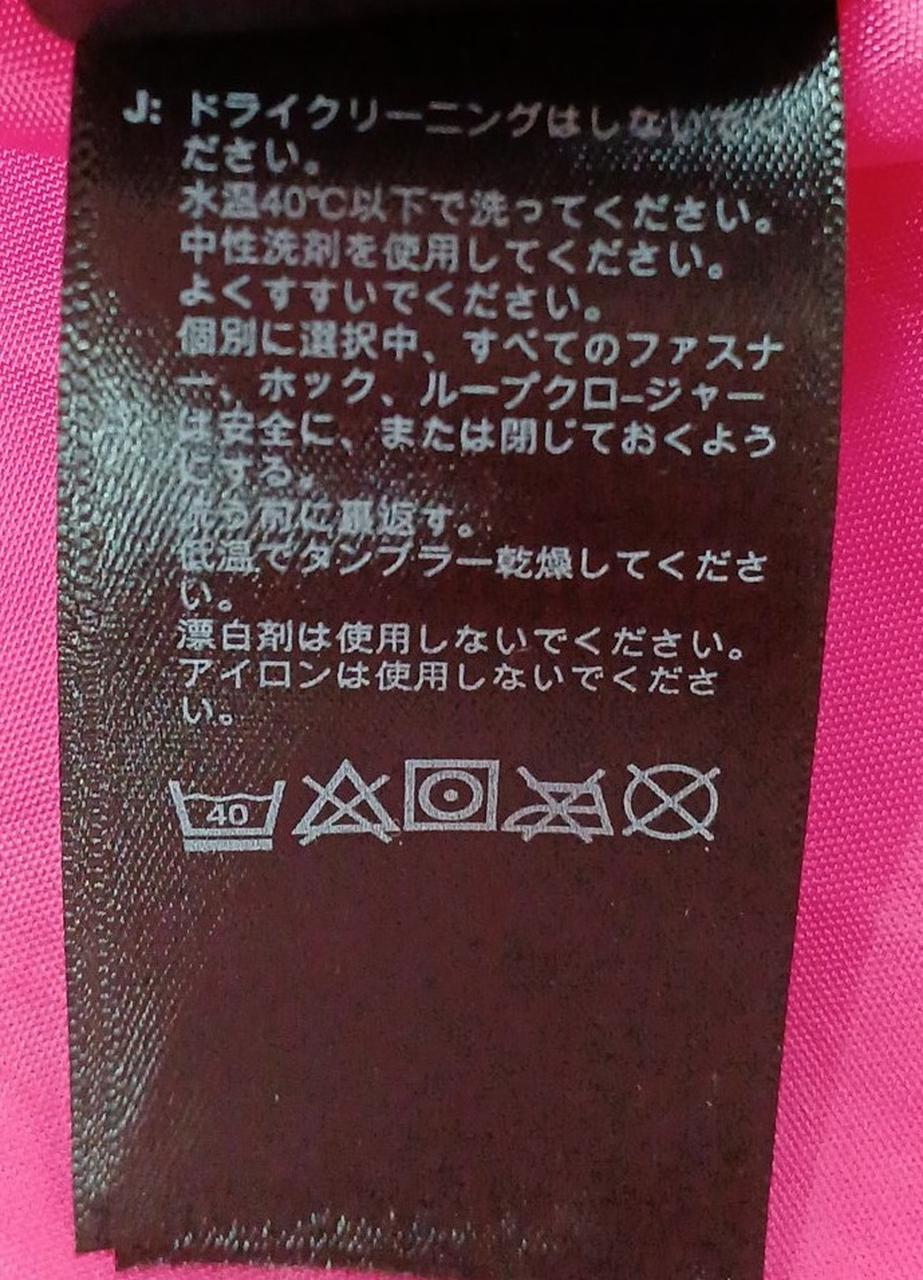 J: ドライクリーニングはしないでく
ださい。
水温40℃以下で洗ってください。
中性洗剤を使用してください。
よくすすいでください。
個別に選択中、すべてのファスナ
ー、ホック、ループクロージャー
は安全に、または閉じておくよう
にする。
洗う前に裏返す。
低温でタンブラー乾燥してくださ
い。
漂白剤は使用しないでください。
アイロンは使用しないでくださ
い。
40